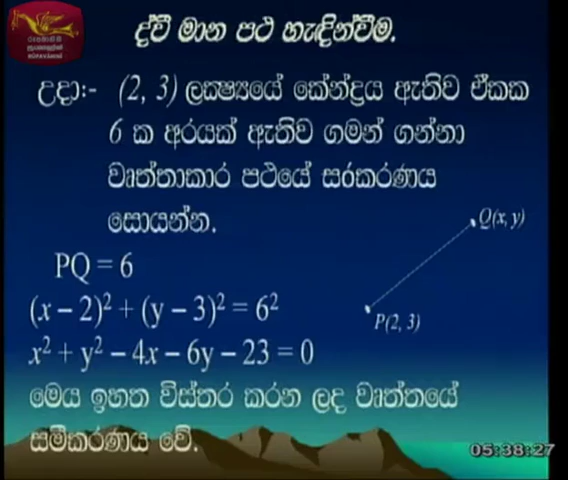 ද්වි මාන පථ හැඳින්වීම.
උදා:- (2, 3) ලක්‍ෂ්‍යයේ කේන්ද්‍රය ඇතිව ඒකක
6 ක අරයක් ඇතිව ගමන් ගන්නා
වෘත්තාකාර පථයේ සමීකරණය
සොයන්න.
Q(x, y)
PQ = 6
(x − 2)² + (y − 3)² = 6²
P(2, 3)
x² + y² − 4x − 6y − 23 = 0
මෙය ඉහත විස්තර කරන ලද වෘත්තයේ
සමීකරණය වේ.
05:38:27